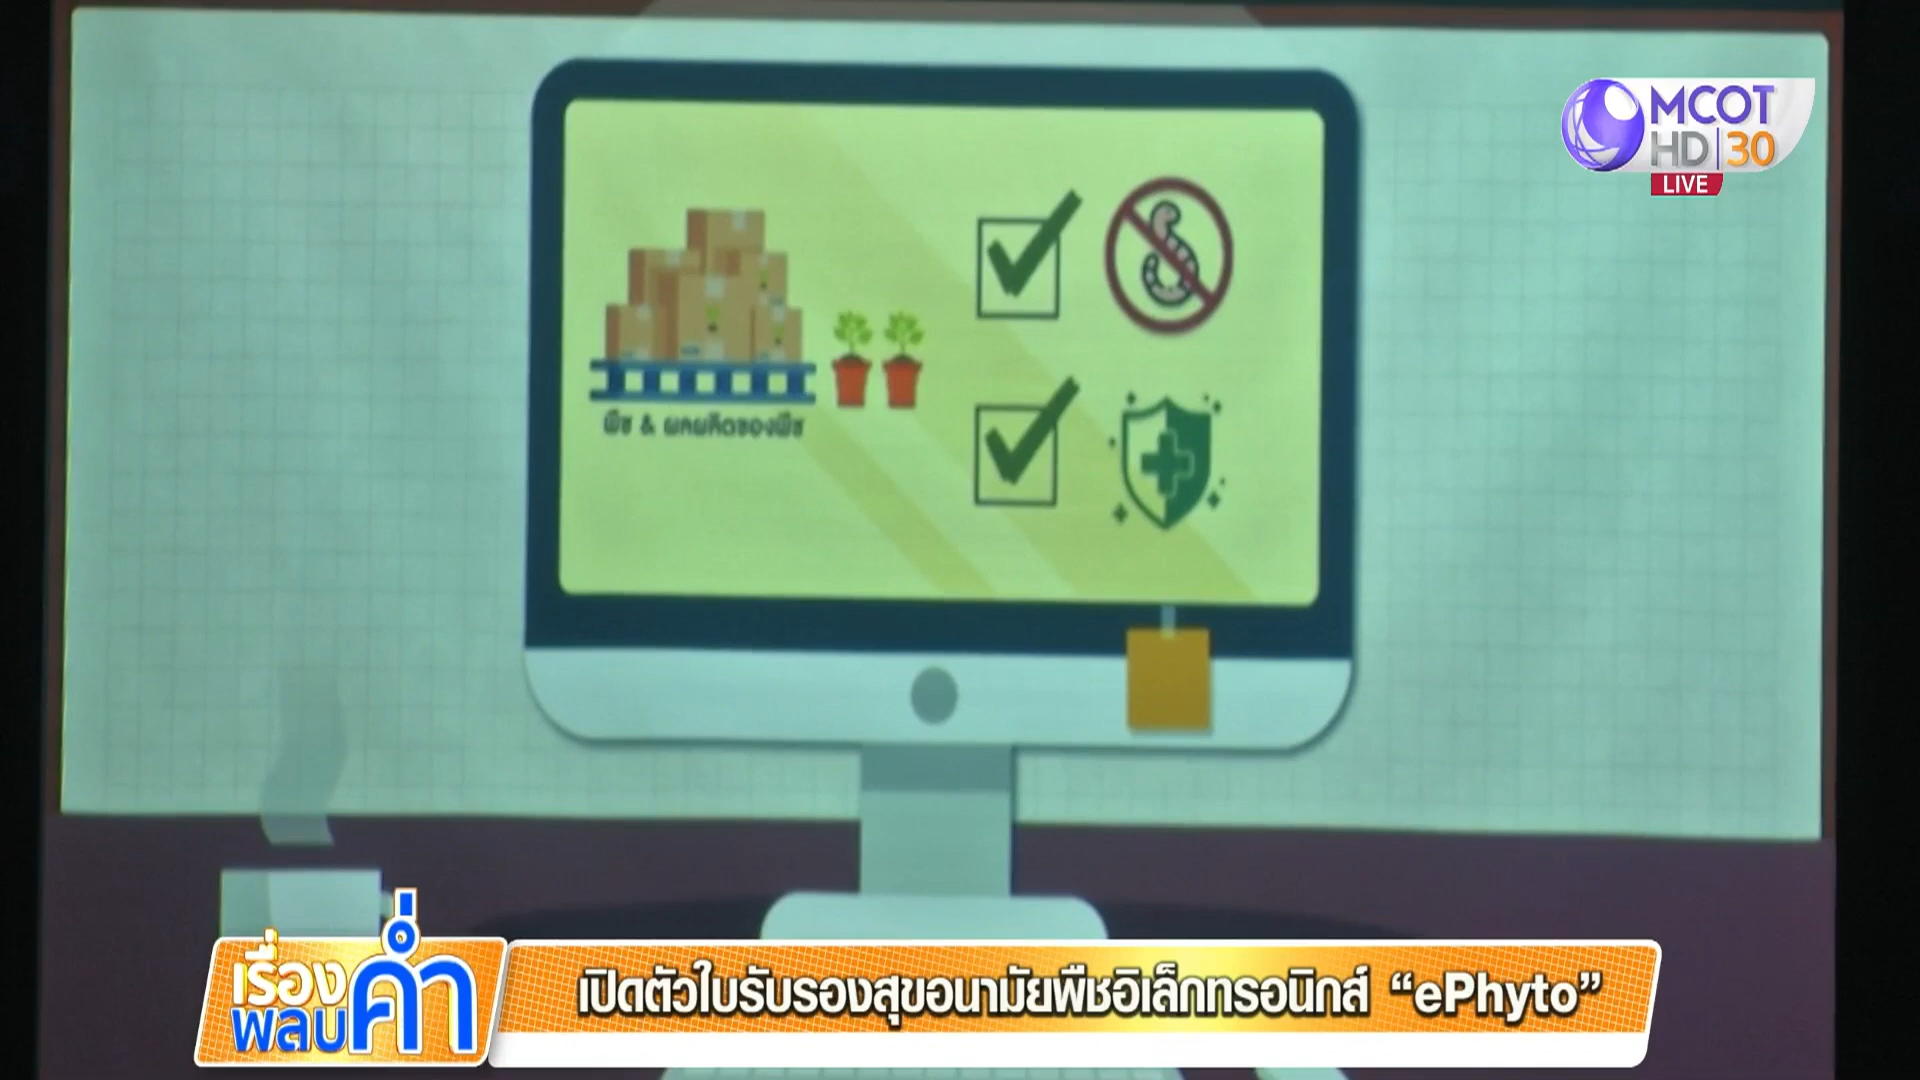 MCOT
HD 30
LIVE
พืช & ผลผลิตของพืช
เรื่อง
พลบ
ค่ำ
เปิดตัวใบรับรองสุขอนามัยพืชอิเล็กทรอนิกส์ “ePhyto”